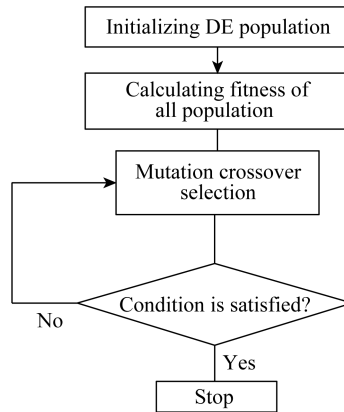 Initializing DE population
Calculating fitness of
all population
Mutation crossover
selection
Condition is satisfied?
No
Yes
Stop